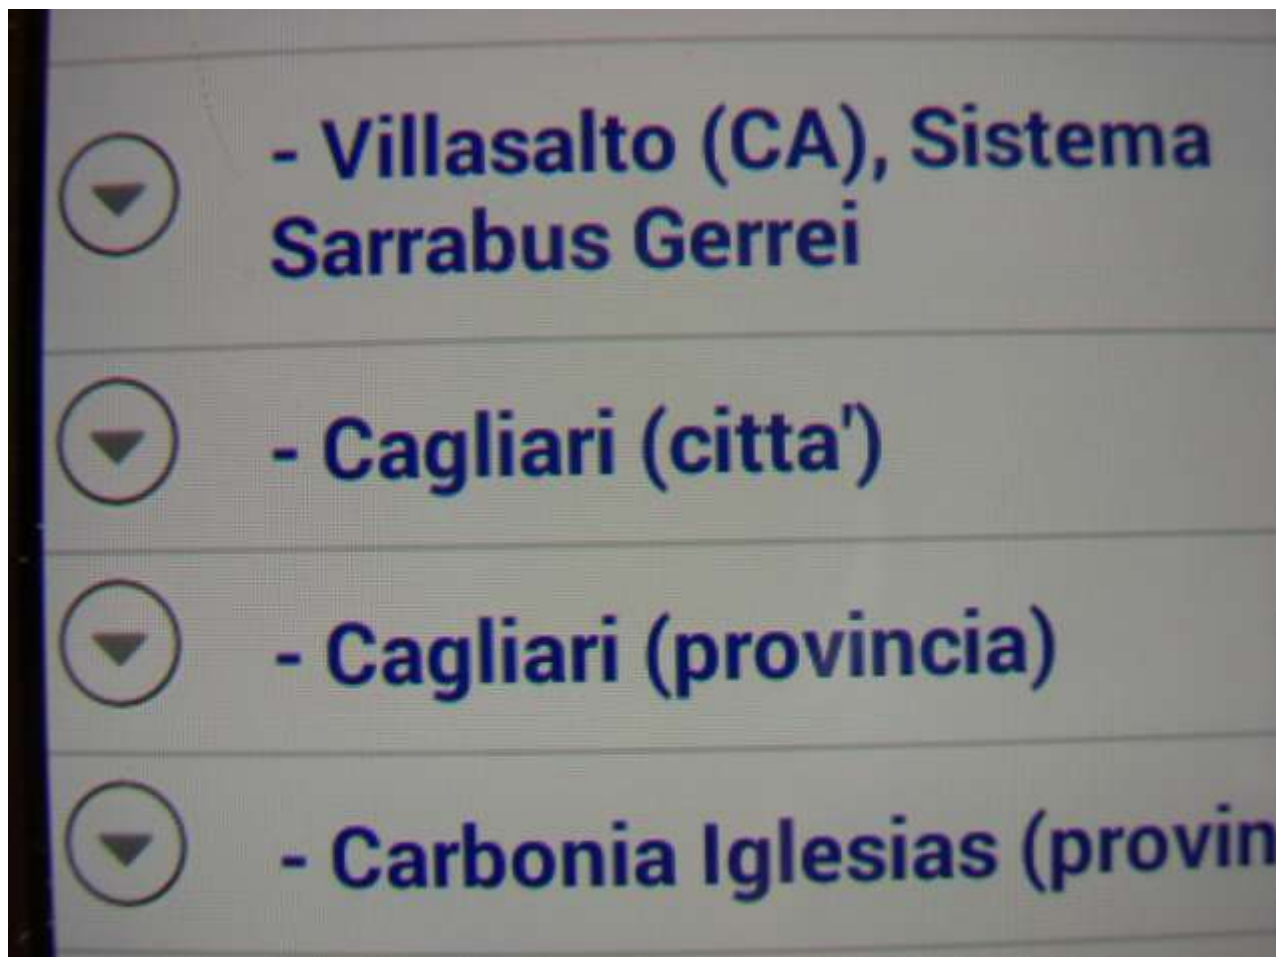 - Villasalto (CA), Sistema
Sarrabus Gerrei
- Cagliari (citta')
- Cagliari (provincia)
- Carbonia Iglesias (provin